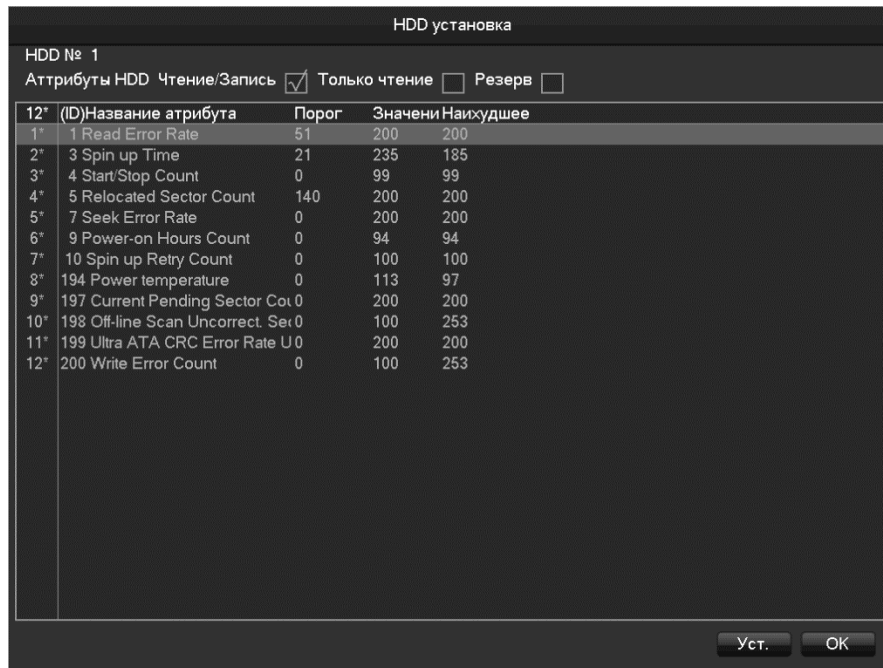 HDD установка
HDD № 1
Аттрибуты HDD Чтение/Запись Только чтение Резерв
12* (ID)Название атрибута Порог Значени Наихудшее
1* 1 Read Error Rate 51 200 200
2* 3 Spin up Time 21 235 185
3* 4 Start/Stop Count 0 99 99
4* 5 Relocated Sector Count 140 200 200
5* 7 Seek Error Rate 0 200 200
6* 9 Power-on Hours Count 0 94 94
7* 10 Spin up Retry Count 0 100 100
8* 194 Power temperature 0 113 97
9* 197 Current Pending Sector Cou 0 200 200
10* 198 Off-line Scan Uncorrect. Sec 0 100 253
11* 199 Ultra ATA CRC Error Rate U 0 200 200
12* 200 Write Error Count 0 100 253
Уст. OK